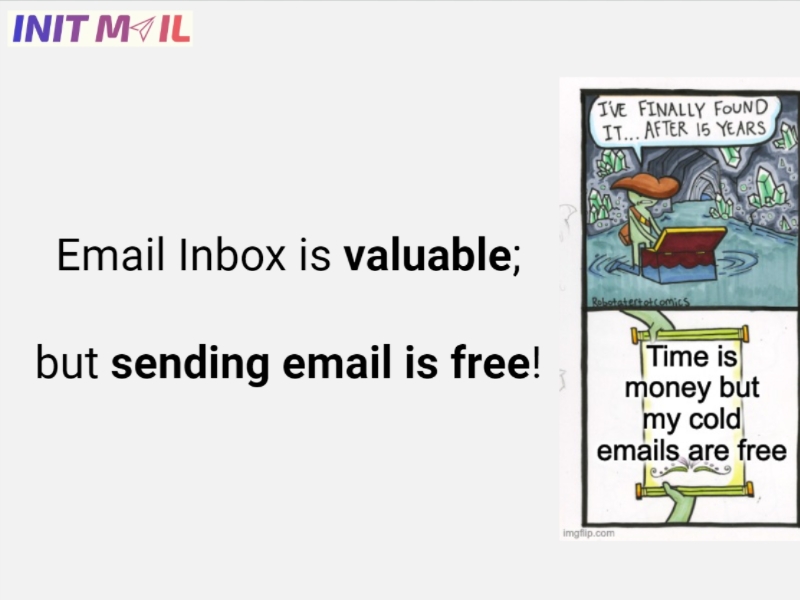 INIT MAIL
Email Inbox is valuable;
but sending email is free!
I'VE FINALLY FOUND
IT... AFTER 15 YEARS
Robotatertotcomics
Time is
money but
my cold
emails are free
imgflip.com